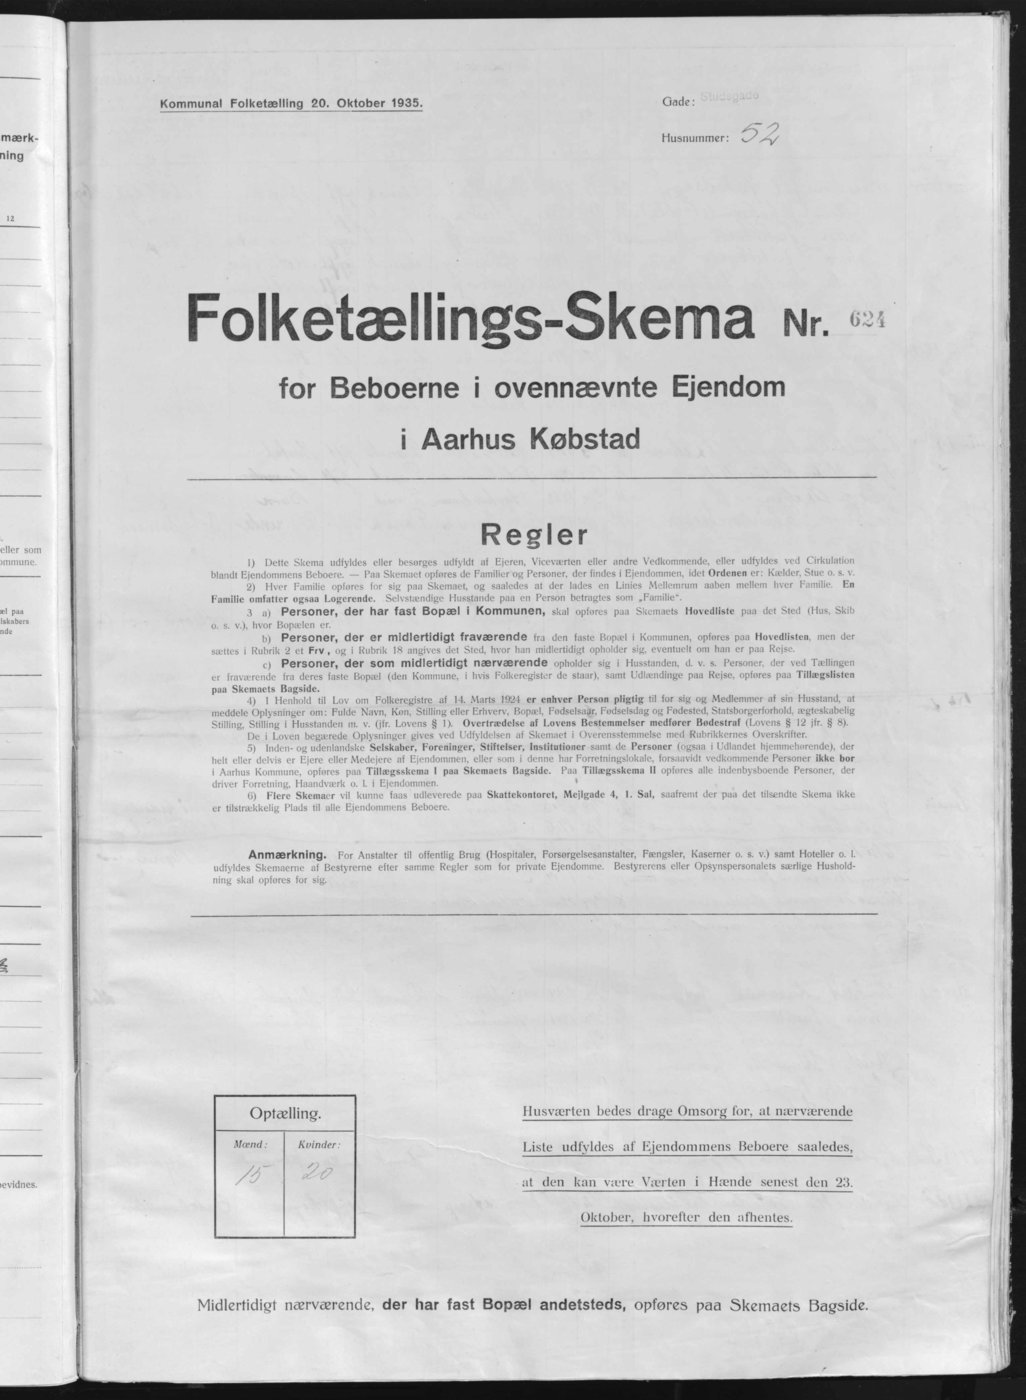 Kommunal Folketælling 20. Oktober 1935.
Gade: Studsgade
Husnummer: 52
Folketællings-Skema Nr. 624
for Beboerne i ovennævnte Ejendom
i Aarhus Købstad
Regler
1) Dette Skema udfyldes eller besørges udfyldt af Ejeren, Viceværten eller andre Vedkommende, eller udfyldes ved Cirkulation
blandt Ejendommens Beboere. — Paa Skemaet opføres de Familier og Personer, der findes i Ejendommen, idet Ordenen er: Kælder, Stue o. s. v.
2) Hver Familie opføres for sig paa Skemaet, og saaledes at der lades en Linies Mellemrum aaben mellem hver Familie. En
Familie omfatter ogsaa Logerende. Selvstændige Husstande paa en Person betragtes som „Familie".
3 a) Personer, der har fast Bopæl i Kommunen, skal opføres paa Skemaets Hovedliste paa det Sted (Hus, Skib
o. s. v.), hvor Bopælen er.
b) Personer, der er midlertidigt fraværende fra den faste Bopæl i Kommunen, opføres paa Hovedlisten, men der
sættes i Rubrik 2 et Frv., og i Rubrik 18 angives det Sted, hvor han midlertidigt opholder sig, eventuelt om han er paa Rejse.
c) Personer, der som midlertidigt nærværende opholder sig i Husstanden, d. v. s. Personer, der ved Tællingen
er fraværende fra deres faste Bopæl (den Kommune, i hvis Folkeregister de staar), samt Udlændinge paa Rejse, opføres paa Tillægslisten
paa Skemaets Bagside.
4) I Henhold til Lov om Folkeregistre af 14. Marts 1924 er enhver Person pligtig til for sig og Medlemmer af sin Husstand, at
meddele Oplysninger om: Fulde Navn, Køn, Stilling eller Erhverv, Bopæl, Fødselsaar, Fødselsdag og Fødested, Statsborgerforhold, ægteskabelig
Stilling, Stilling i Husstanden m. v. (jfr. Lovens § 1). Overtrædelse af Lovens Bestemmelser medfører Bødestraf (Lovens § 12 jfr. § 8).
De i Loven begærede Oplysninger gives ved Udfyldelsen af Skemaet i Overensstemmelse med Rubrikkernes Overskrifter.
5) Inden- og udenlandske Selskaber, Foreninger, Stiftelser, Institutioner samt de Personer (ogsaa i Udlandet hjemmehørende), der
helt eller delvis er Ejere eller Medejere af Ejendommen, eller som i denne har Forretningslokale, forsaavidt vedkommende Personer ikke bor
i Aarhus Kommune, opføres paa Tillægsskema I paa Skemaets Bagside. Paa Tillægsskema II opføres alle indenbysboende Personer, der
driver Forretning, Haandværk o. l. i Ejendommen.
6) Flere Skemaer vil kunne faas udleverede paa Skattekontoret, Mejlgade 4, 1. Sal, saafremt der paa det tilsendte Skema ikke
er tilstrækkelig Plads til alle Ejendommens Beboere.
Anmærkning. For Anstalter til offentlig Brug (Hospitaler, Forsørgelsesanstalter, Fængsler, Kaserner o. s. v.) samt Hoteller o. l.
udfyldes Skemaerne af Bestyrerne efter samme Regler som for private Ejendomme. Bestyrerens eller Opsynspersonalets særlige Hushold-
ning skal opføres for sig.
Optælling.
Mænd: Kvinder:
15 20
Husværten bedes drage Omsorg for, at nærværende
Liste udfyldes af Ejendommens Beboere saaledes,
at den kan være Værten i Hænde senest den 23.
Oktober, hvorefter den afhentes.
Midlertidigt nærværende, der har fast Bopæl andetsteds, opføres paa Skemaets Bagside.
mærk-
ning
12
eller som
ommune.
æl paa
lskabers
nde
evidnes.